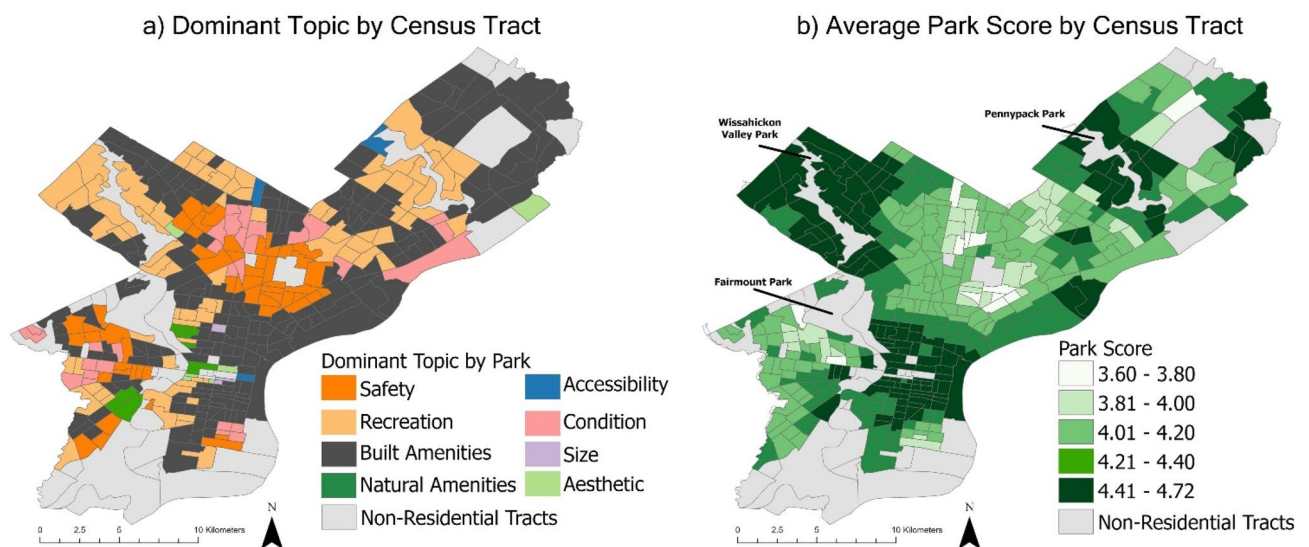 a) Dominant Topic by Census Tract
Dominant Topic by Park
Safety
Recreation
Built Amenities
Natural Amenities
Accessibility
Condition
Size
Aesthetic
Non-Residential Tracts
N
0 2.5 5 10 Kilometers
b) Average Park Score by Census Tract
Wissahickon
Valley Park
Pennypack Park
Fairmount Park
Park Score
3.60 - 3.80
3.81 - 4.00
4.01 - 4.20
4.21 - 4.40
4.41 - 4.72
Non-Residential Tracts
N
0 2.5 5 10 Kilometers